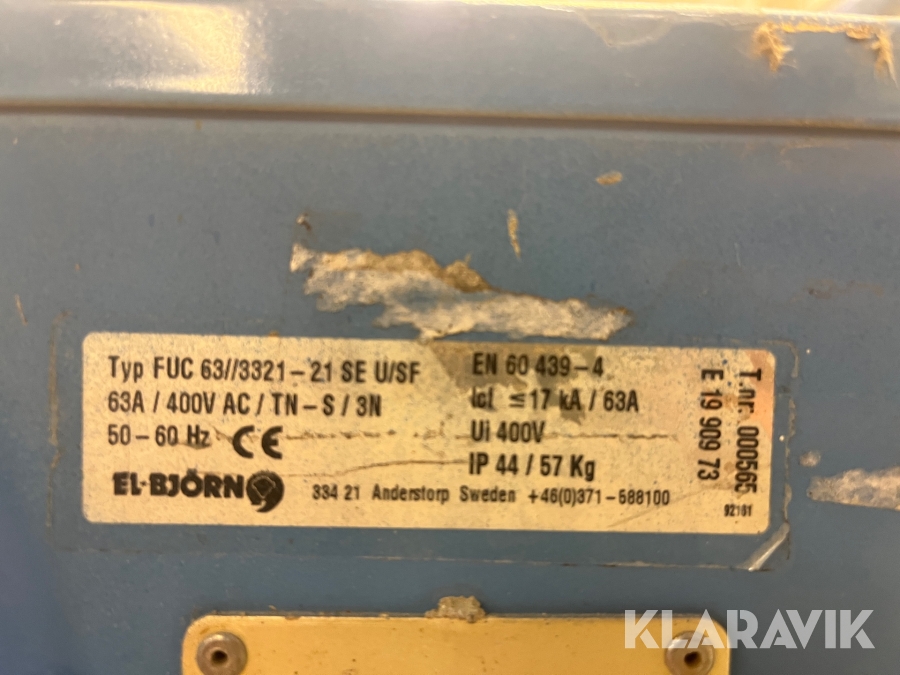 Typ FUC 63//3321-21 SE U/SF
63A / 400V AC / TN-S / 3N
50-60 Hz CE
EL-BJÖRN
334 21 Anderstorp Sweden +46(0)371-588100
EN 60 439-4
Icf ≤17 kA / 63A
Ui 400V
IP 44 / 57 Kg
T.nr. 000565
E 19 909 73
92161
KLARAVIK